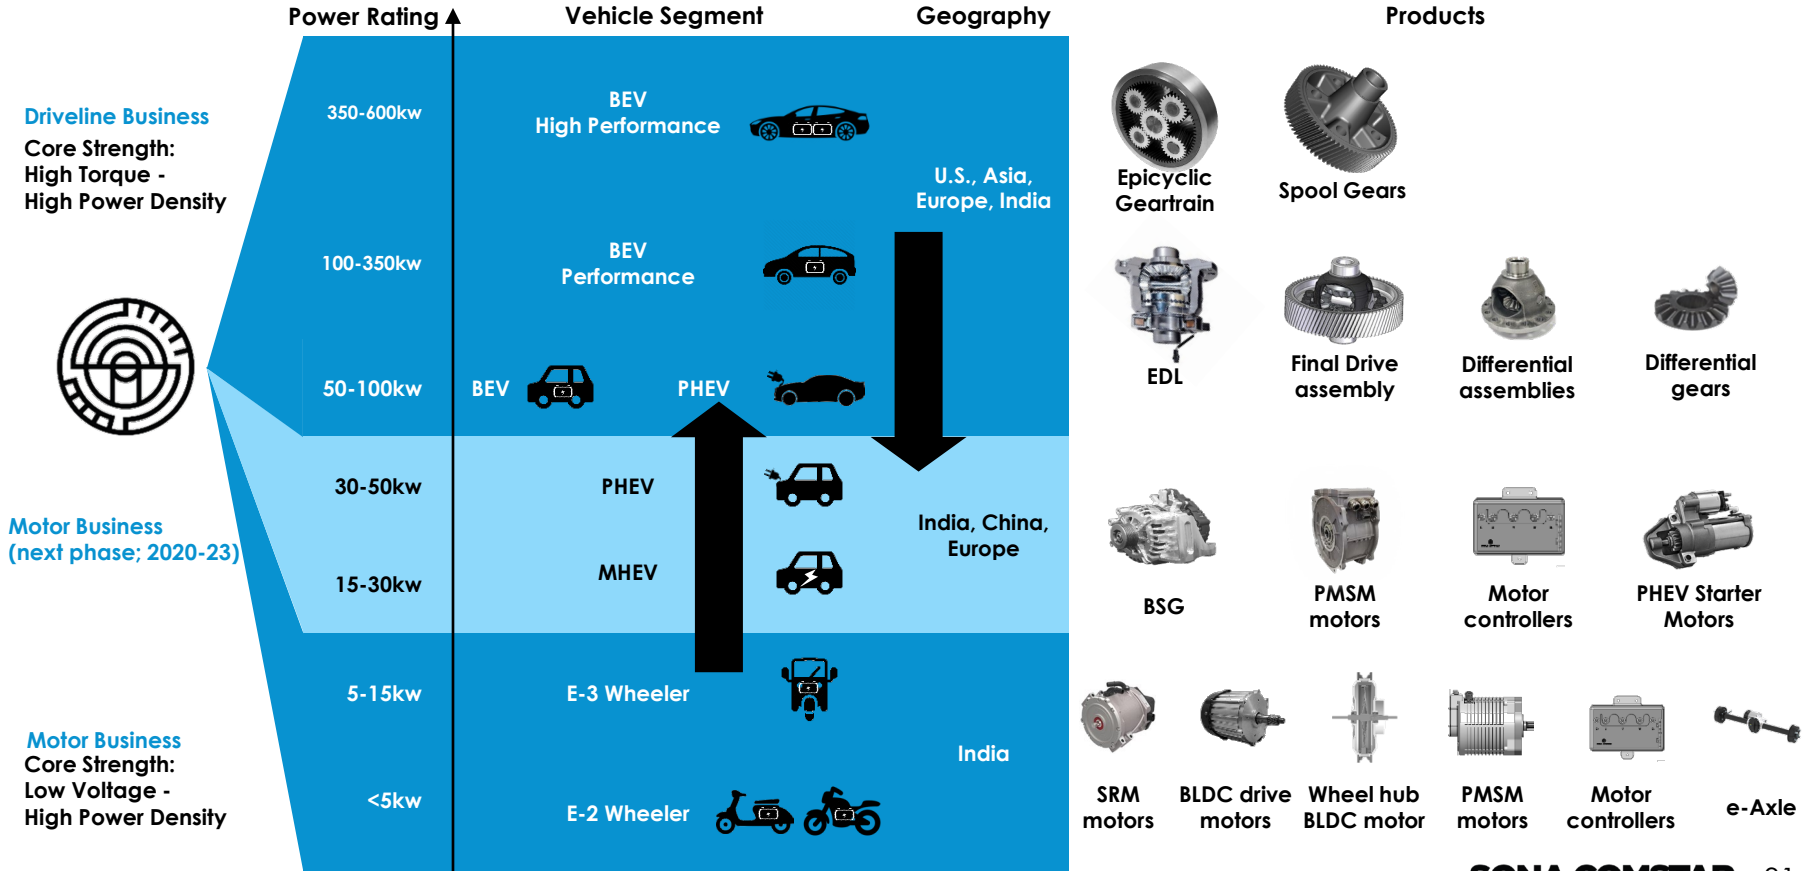 Power Rating
Vehicle Segment
Geography
Products
Driveline Business
Core Strength:
High Torque -
High Power Density
350-600kw
BEV
High Performance
U.S., Asia,
Europe, India
Epicyclic
Geartrain
Spool Gears
100-350kw
BEV
Performance
EDL
Final Drive
assembly
Differential
assemblies
Differential
gears
50-100kw
BEV
PHEV
Motor Business
(next phase; 2020-23)
30-50kw
PHEV
15-30kw
MHEV
India, China,
Europe
BSG
PMSM
motors
Motor
controllers
PHEV Starter
Motors
Motor Business
Core Strength:
Low Voltage -
High Power Density
5-15kw
E-3 Wheeler
<5kw
E-2 Wheeler
India
SRM
motors
BLDC drive
motors
Wheel hub
BLDC motor
PMSM
motors
Motor
controllers
e-Axle
SONA COMSTAR